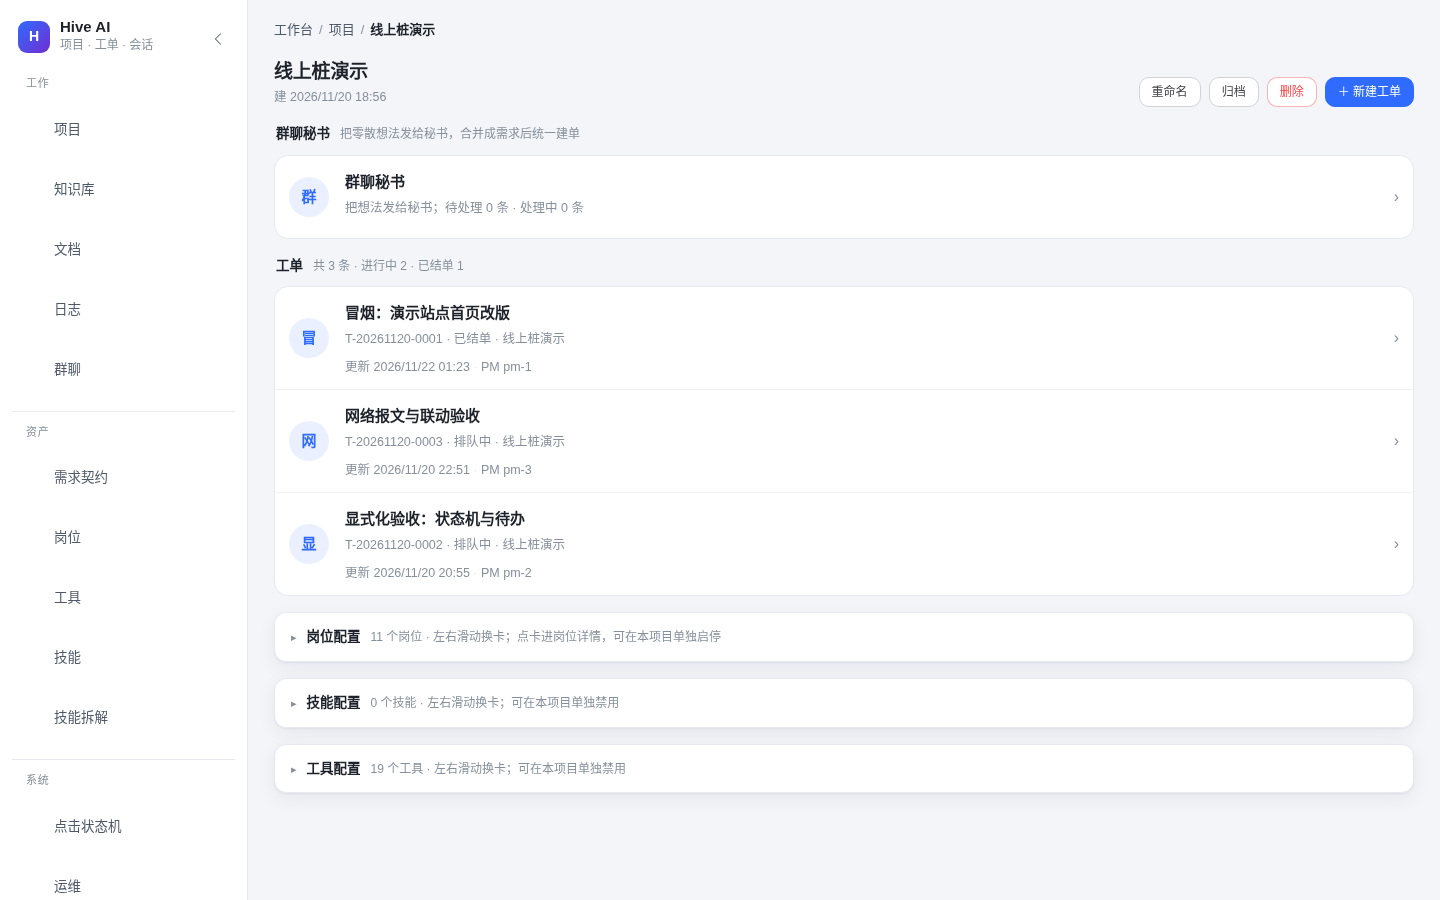 H
Hive AI
项目 · 工单 · 会话
工作
项目
知识库
文档
日志
群聊
资产
需求契约
岗位
工具
技能
技能拆解
系统
点击状态机
运维
工作台 / 项目 / 线上桩演示
线上桩演示
建 2026/11/20 18:56
重命名
归档
删除
＋ 新建工单
群聊秘书 把零散想法发给秘书，合并成需求后统一建单
群
群聊秘书
把想法发给秘书；待处理 0 条 · 处理中 0 条
›
工单 共 3 条 · 进行中 2 · 已结单 1
冒
冒烟：演示站点首页改版
T-20261120-0001 · 已结单 · 线上桩演示
更新 2026/11/22 01:23 PM pm-1
›
网
网络报文与联动验收
T-20261120-0003 · 排队中 · 线上桩演示
更新 2026/11/20 22:51 PM pm-3
›
显
显式化验收：状态机与待办
T-20261120-0002 · 排队中 · 线上桩演示
更新 2026/11/20 20:55 PM pm-2
›
▸ 岗位配置 11 个岗位 · 左右滑动换卡；点卡进岗位详情，可在本项目单独启停
▸ 技能配置 0 个技能 · 左右滑动换卡；可在本项目单独禁用
▸ 工具配置 19 个工具 · 左右滑动换卡；可在本项目单独禁用